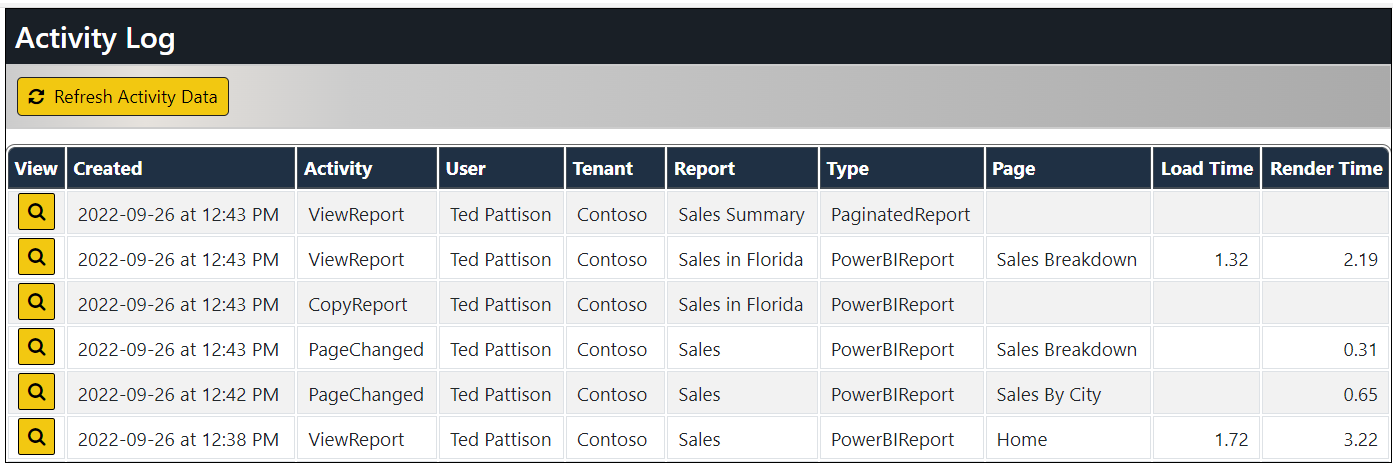 Activity Log
Refresh Activity Data
View Created Activity User Tenant Report Type Page Load Time Render Time
2022-09-26 at 12:43 PM ViewReport Ted Pattison Contoso Sales Summary PaginatedReport
2022-09-26 at 12:43 PM ViewReport Ted Pattison Contoso Sales in Florida PowerBIReport Sales Breakdown 1.32 2.19
2022-09-26 at 12:43 PM CopyReport Ted Pattison Contoso Sales in Florida PowerBIReport
2022-09-26 at 12:43 PM PageChanged Ted Pattison Contoso Sales PowerBIReport Sales Breakdown 0.31
2022-09-26 at 12:42 PM PageChanged Ted Pattison Contoso Sales PowerBIReport Sales By City 0.65
2022-09-26 at 12:38 PM ViewReport Ted Pattison Contoso Sales PowerBIReport Home 1.72 3.22